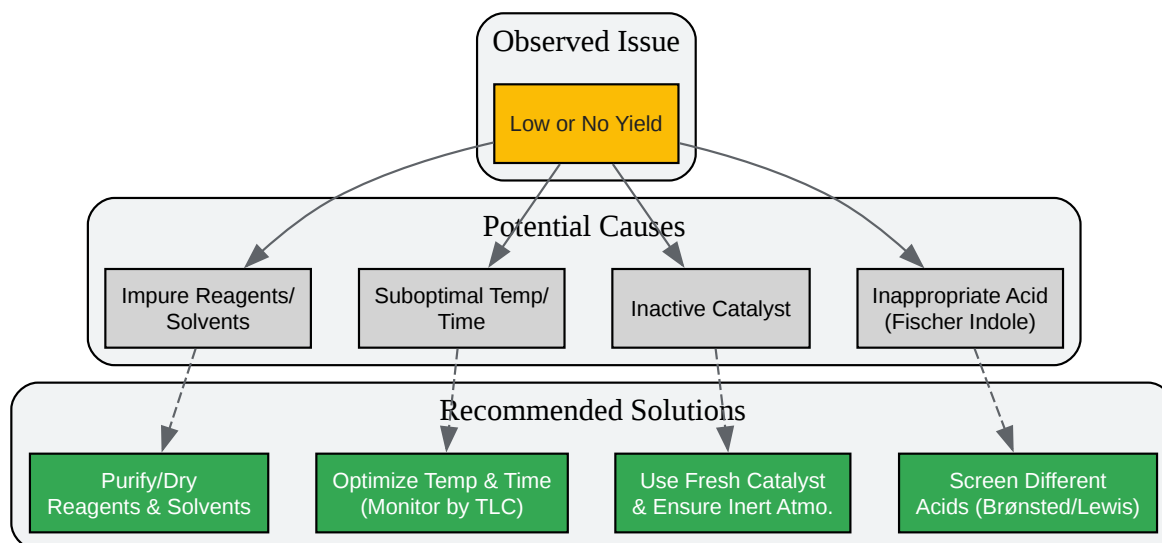 Observed Issue
Low or No Yield
Potential Causes
Impure Reagents/
Solvents
Suboptimal Temp/
Time
Inactive Catalyst
Inappropriate Acid
(Fischer Indole)
Recommended Solutions
Purify/Dry
Reagents & Solvents
Optimize Temp & Time
(Monitor by TLC)
Use Fresh Catalyst
& Ensure Inert Atmo.
Screen Different
Acids (Brønsted/Lewis)